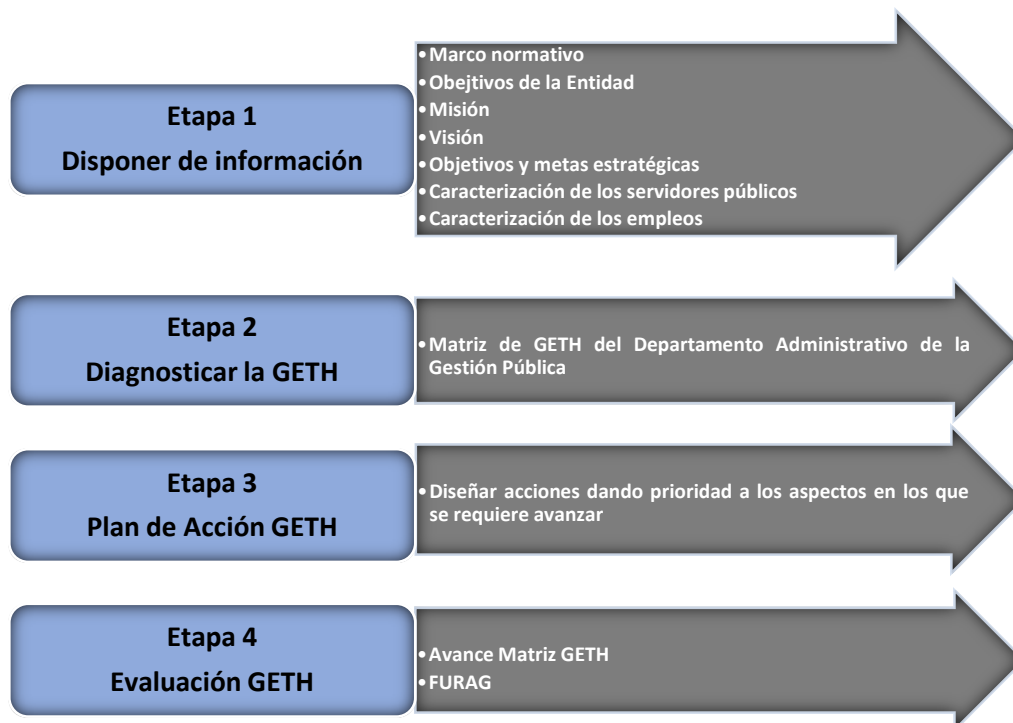 Etapa 1
Disponer de información
•Marco normativo
•Obejtivos de la Entidad
•Misión
•Visión
•Objetivos y metas estratégicas
•Caracterización de los servidores públicos
•Caracterización de los empleos
Etapa 2
Diagnosticar la GETH
•Matriz de GETH del Departamento Administrativo de la
Gestión Pública
Etapa 3
Plan de Acción GETH
•Diseñar acciones dando prioridad a los aspectos en los que
se requiere avanzar
Etapa 4
Evaluación GETH
•Avance Matriz GETH
•FURAG